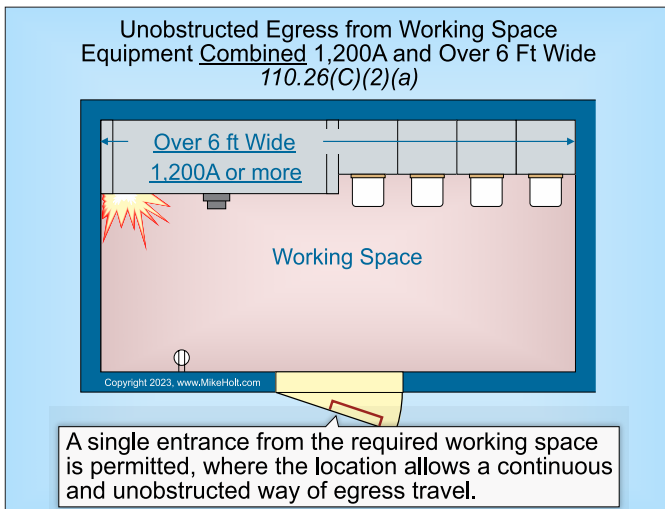 Unobstructed Egress from Working Space
Equipment Combined 1,200A and Over 6 Ft Wide
110.26(C)(2)(a)
Over 6 ft Wide
1,200A or more
Working Space
Copyright 2023, www.MikeHolt.com
A single entrance from the required working space
is permitted, where the location allows a continuous
and unobstructed way of egress travel.